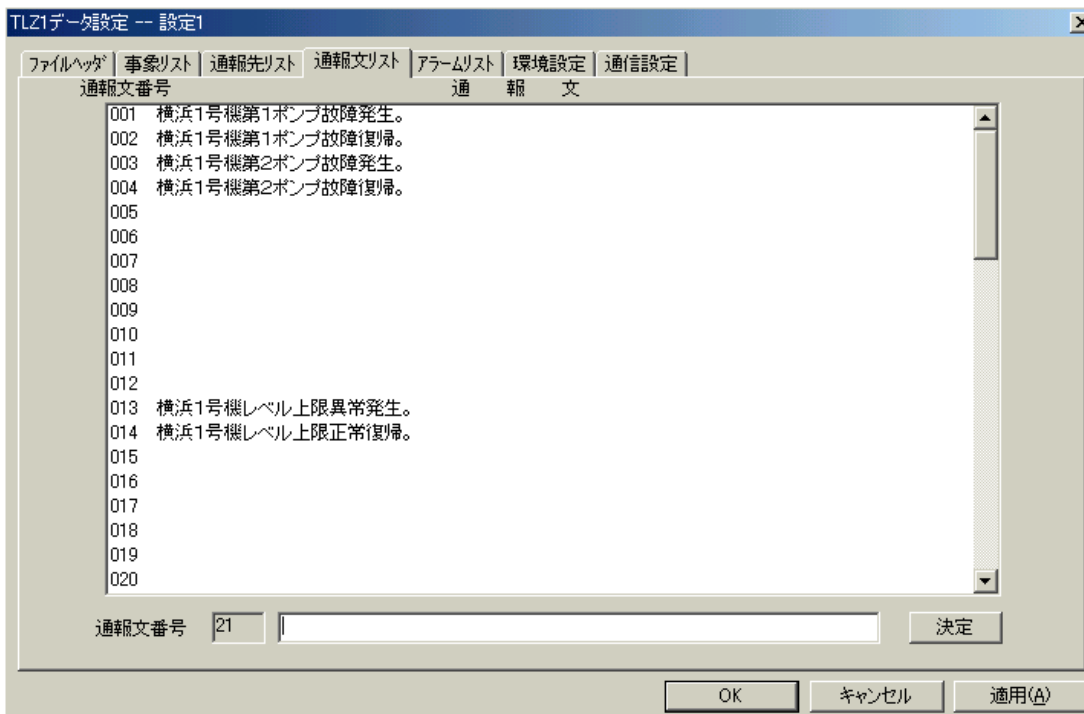 TLZ1データ設定 -- 設定1
ファイルヘッダ 事象リスト 通報先リスト 通報文リスト アラームリスト 環境設定 通信設定
通報文番号 通 報 文
001 横浜1号機第1ポンプ故障発生。
002 横浜1号機第1ポンプ故障復帰。
003 横浜1号機第2ポンプ故障発生。
004 横浜1号機第2ポンプ故障復帰。
005
006
007
008
009
010
011
012
013 横浜1号機レベル上限異常発生。
014 横浜1号機レベル上限正常復帰。
015
016
017
018
019
020
通報文番号 21 決定
OK キャンセル 適用(A)